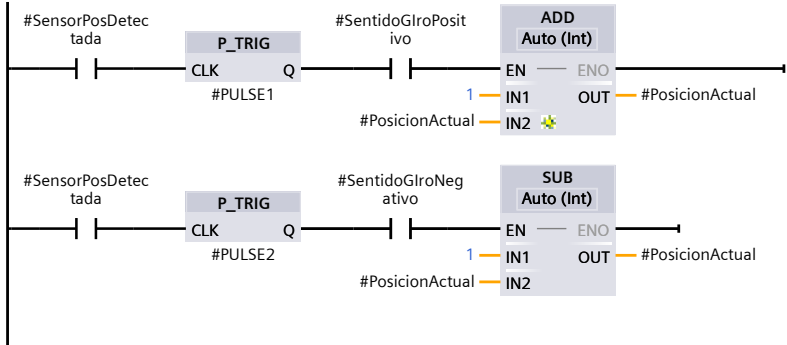 #SensorPosDetec
tada
P_TRIG
CLK Q
#PULSE1
#SentidoGIroPosit
ivo
ADD
Auto (Int)
EN ENO
1 IN1 OUT #PosicionActual
#PosicionActual IN2
#SensorPosDetec
tada
P_TRIG
CLK Q
#PULSE2
#SentidoGIroNeg
ativo
SUB
Auto (Int)
EN ENO
1 IN1 OUT #PosicionActual
#PosicionActual IN2